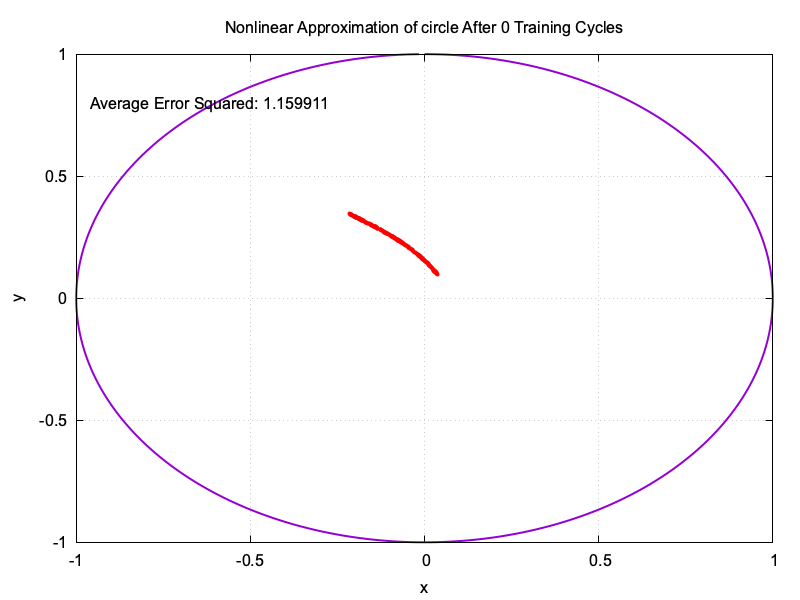 Nonlinear Approximation of circle After 0 Training Cycles
1
Average Error Squared: 1.159911
0.5
y
0
-0.5
-1
-1 -0.5 0 0.5 1
x